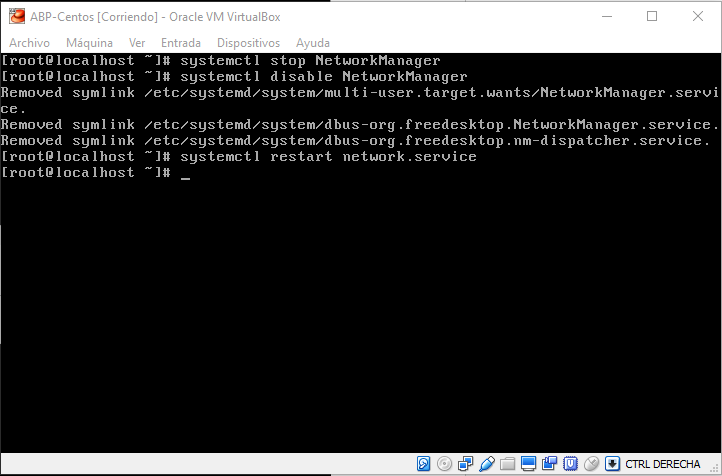 ABP-Centos [Corriendo] - Oracle VM VirtualBox
Archivo Máquina Ver Entrada Dispositivos Ayuda
[root@localhost ~]# systemctl stop NetworkManager
[root@localhost ~]# systemctl disable NetworkManager
Removed symlink /etc/systemd/system/multi-user.target.wants/NetworkManager.servi
ce.
Removed symlink /etc/systemd/system/dbus-org.freedesktop.NetworkManager.service.
Removed symlink /etc/systemd/system/dbus-org.freedesktop.nm-dispatcher.service.
[root@localhost ~]# systemctl restart network.service
[root@localhost ~]# _
CTRL DERECHA